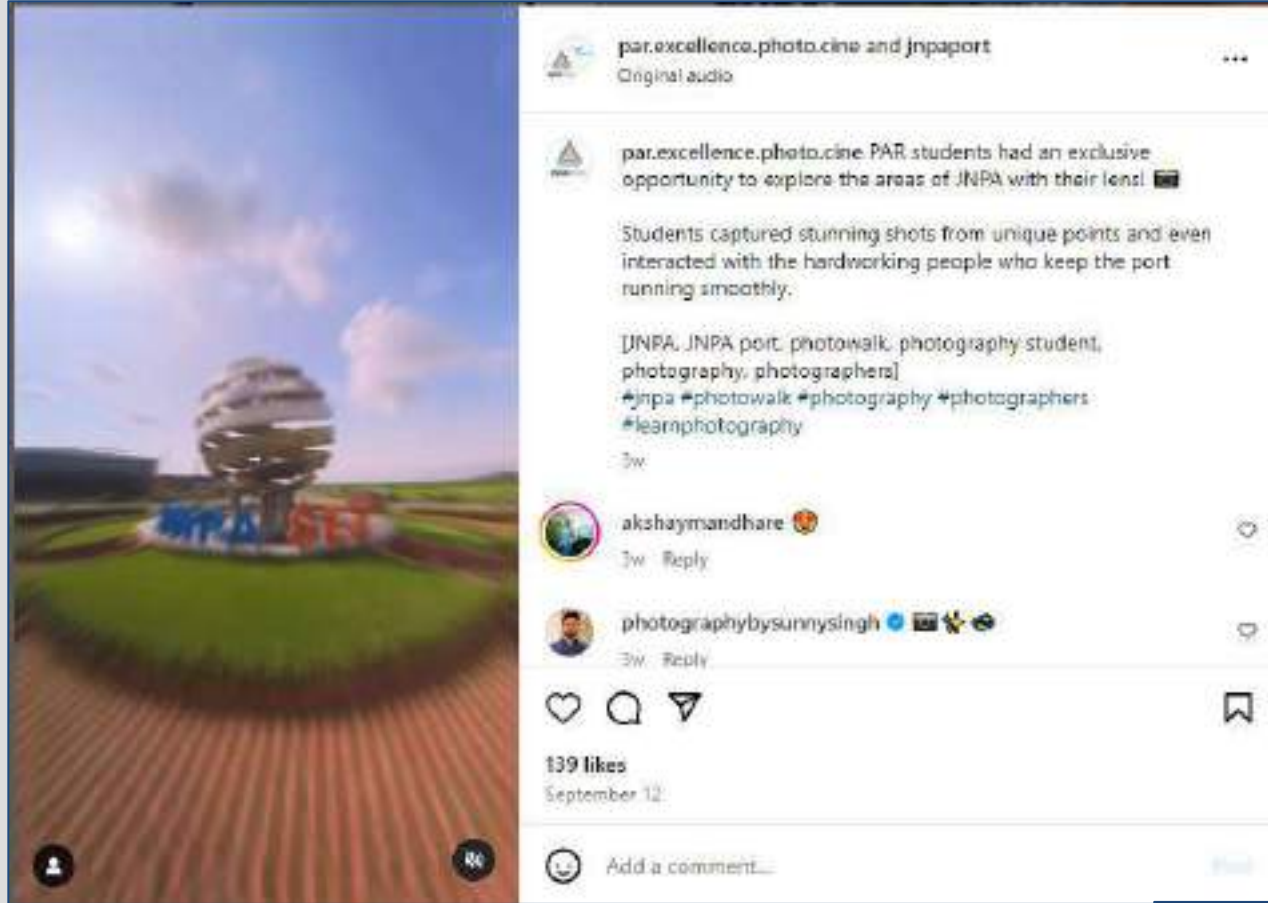 par.excellence.photo.cine and jnpaport
Original audio
par.excellence.photo.cine PAR students had an exclusive
opportunity to explore the areas of JNPA with their lens!
Students captured stunning shots from unique points and even
interacted with the hardworking people who keep the port
running smoothly.
[JNPA, JNPA port, photowalk, photography student,
photography, photographers]
#jnpa #photowalk #photography #photographers
#learnphotography
3w
akshaymandhare
3w Reply
photographybysunnysingh
3w Reply
139 likes
September 12
Add a comment...
Post
JNPA SEZ